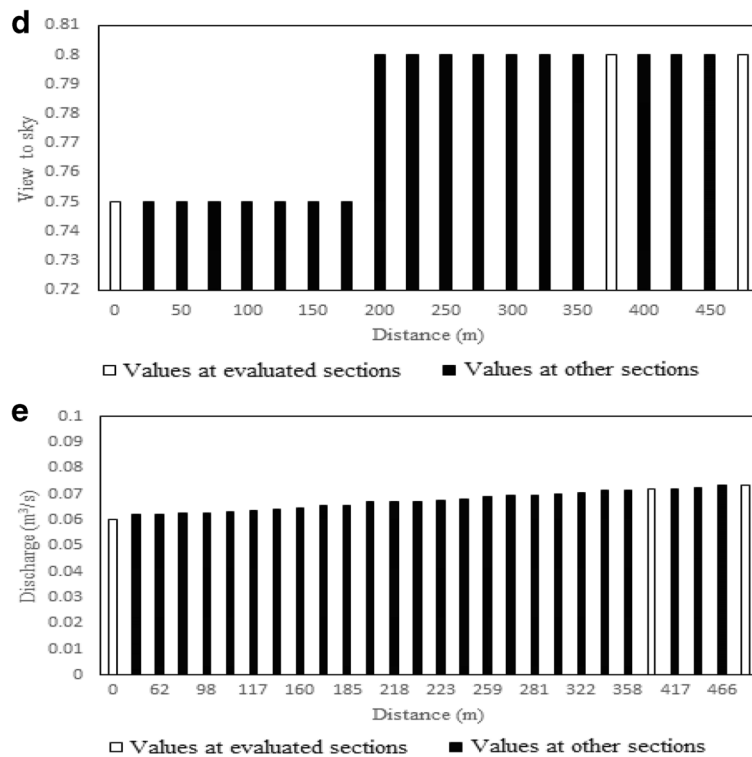 d
0.81
0.8
0.79
0.78
0.77
0.76
0.75
0.74
0.73
0.72
View to sky
0 50 100 150 200 250 300 350 400 450
Distance (m)
Values at evaluated sections Values at other sections
e
0.1
0.09
0.08
0.07
0.06
0.05
0.04
0.03
0.02
0.01
0
Discharge (m³/s)
0 62 98 117 160 185 218 223 259 281 322 358 417 466
Distance (m)
Values at evaluated sections Values at other sections